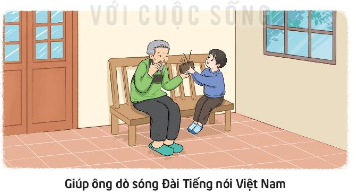 VỚI CUỘC SỐNG
Giúp ông dò sóng Đài Tiếng nói Việt Nam